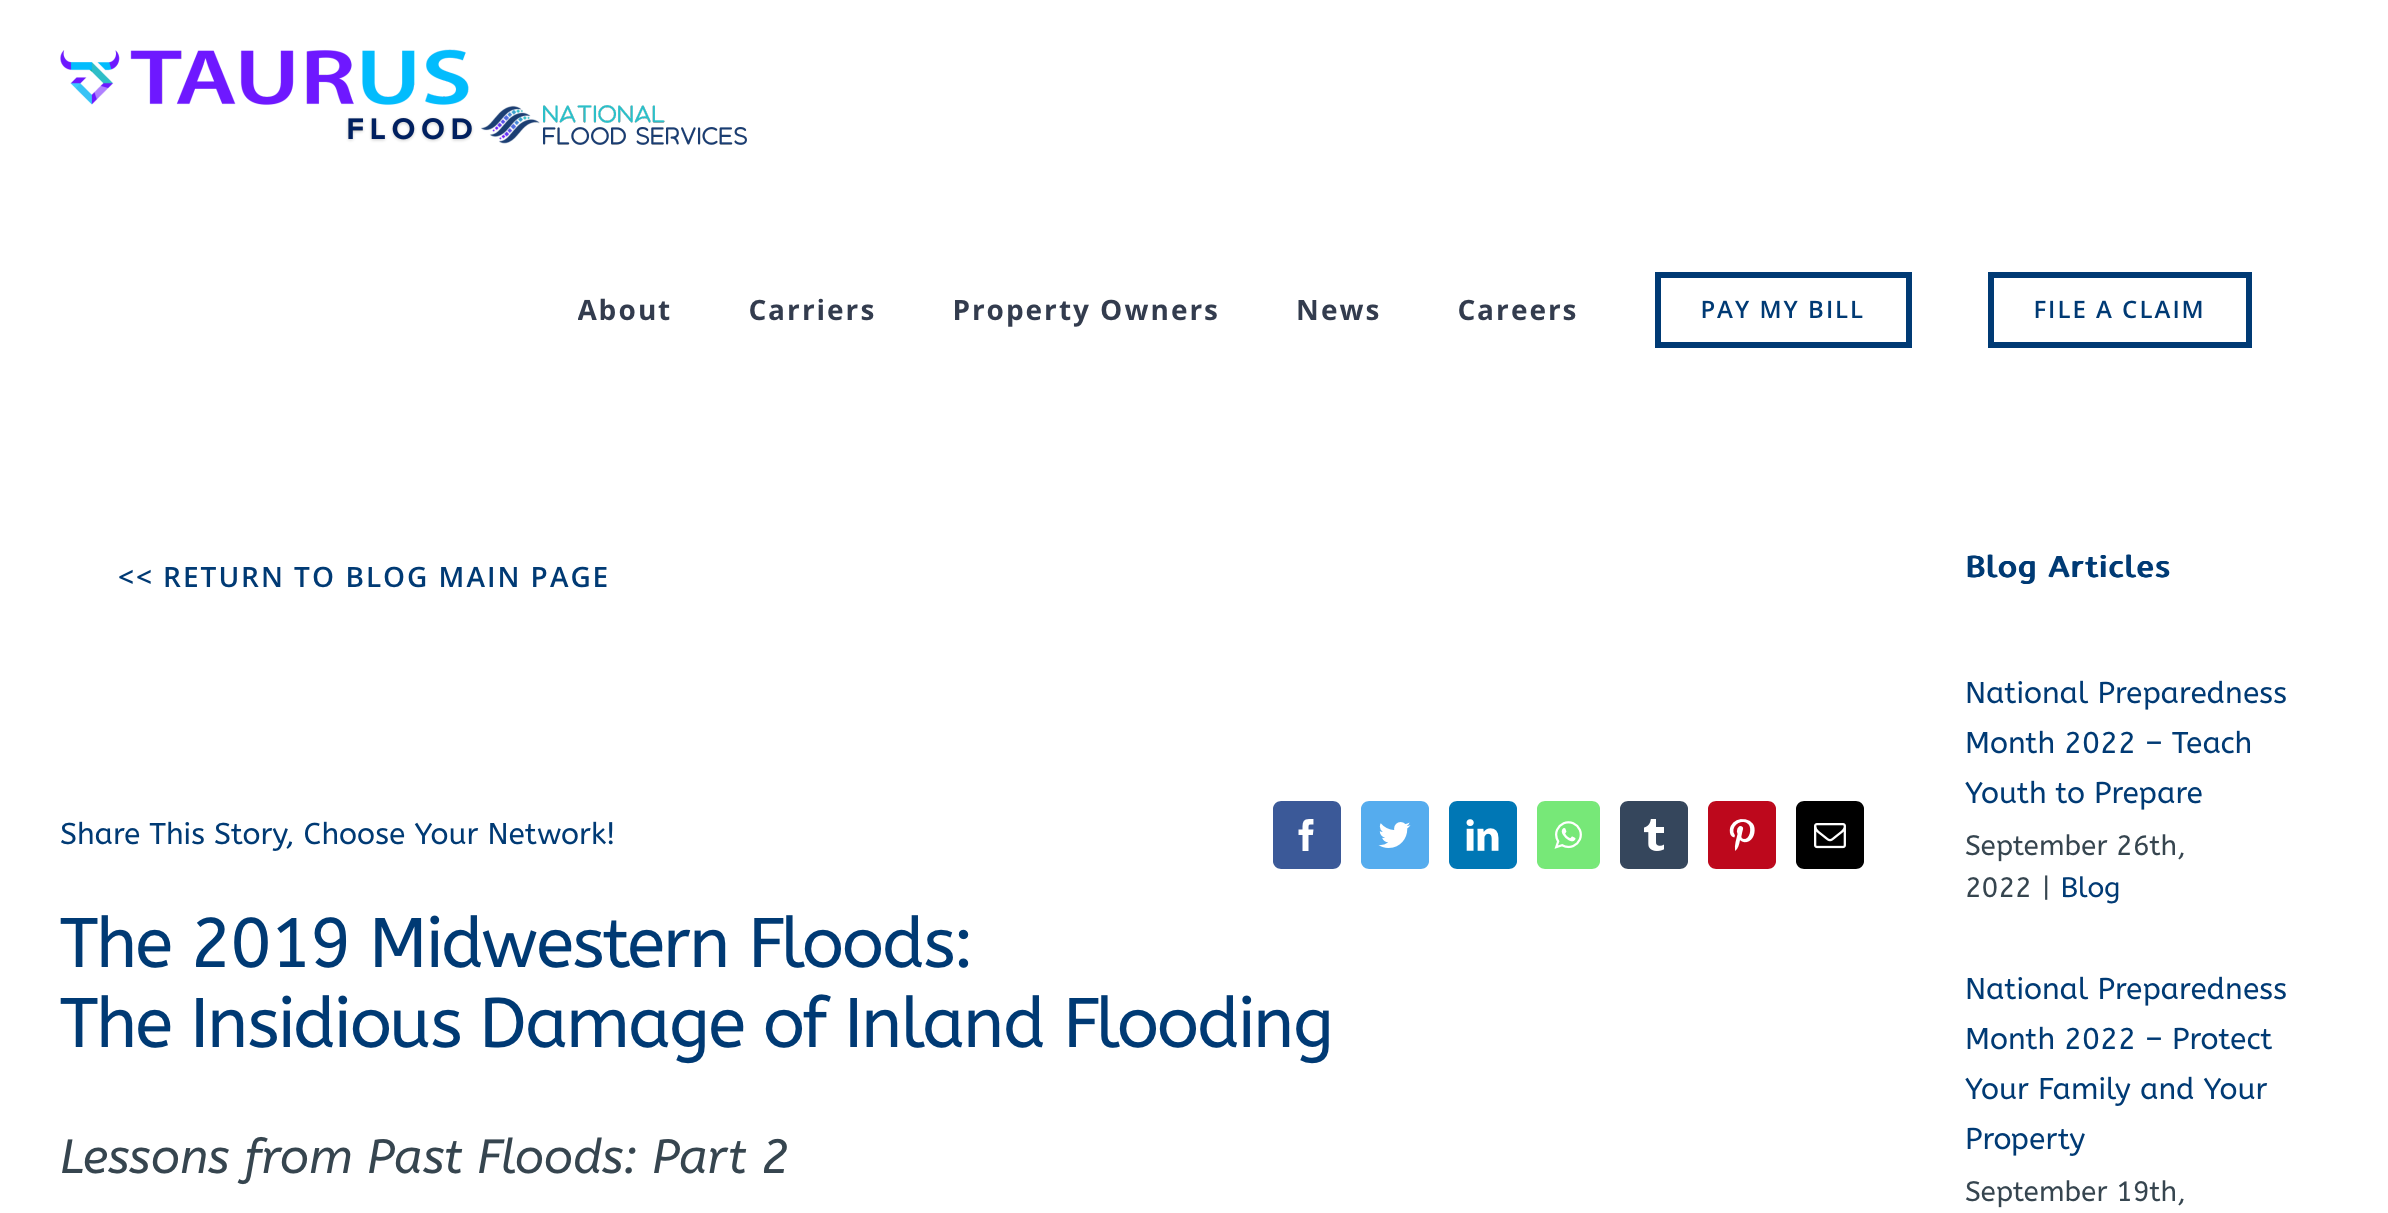 TAURUS
FLOOD
NATIONAL
FLOOD SERVICES
About Carriers Property Owners News Careers PAY MY BILL FILE A CLAIM
<< RETURN TO BLOG MAIN PAGE
Share This Story, Choose Your Network!
The 2019 Midwestern Floods:
The Insidious Damage of Inland Flooding
Lessons from Past Floods: Part 2
Blog Articles
National Preparedness
Month 2022 – Teach
Youth to Prepare
September 26th,
2022 | Blog
National Preparedness
Month 2022 – Protect
Your Family and Your
Property
September 19th,